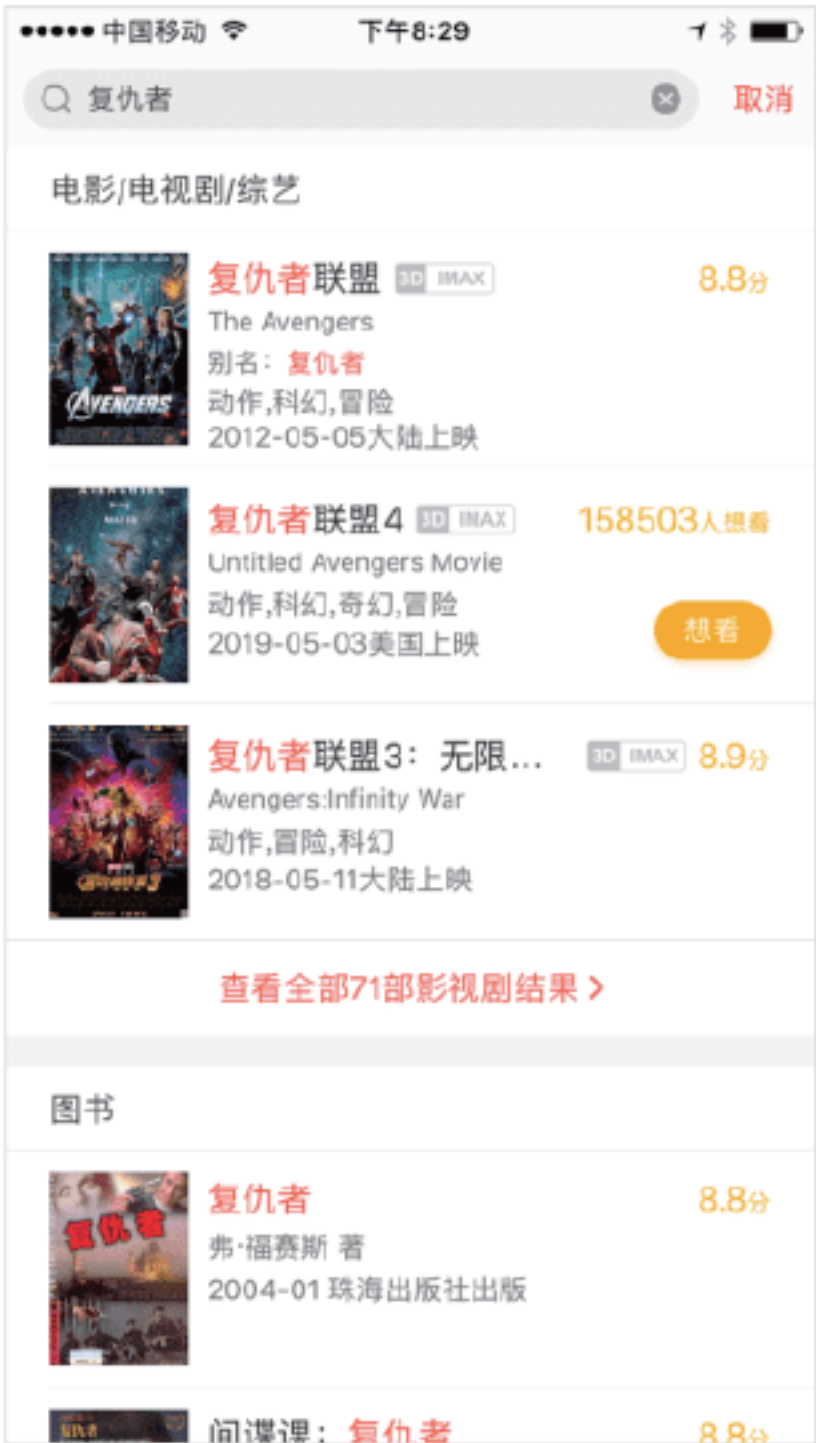 中国移动 下午8:29
复仇者 取消
电影/电视剧/综艺
复仇者联盟 3D IMAX 8.8分
The Avengers
别名：复仇者
动作,科幻,冒险
2012-05-05大陆上映
AVENGERS
复仇者联盟4 3D IMAX 158503人想看
Untitled Avengers Movie
动作,科幻,奇幻,冒险
2019-05-03美国上映
想看
复仇者联盟3：无限... 3D IMAX 8.9分
Avengers:Infinity War
动作,冒险,科幻
2018-05-11大陆上映
查看全部71部影视剧结果 >
图书
复仇者 8.8分
弗·福赛斯 著
2004-01 珠海出版社出版
复仇者
间谍课：复仇者 8.8分
复仇者